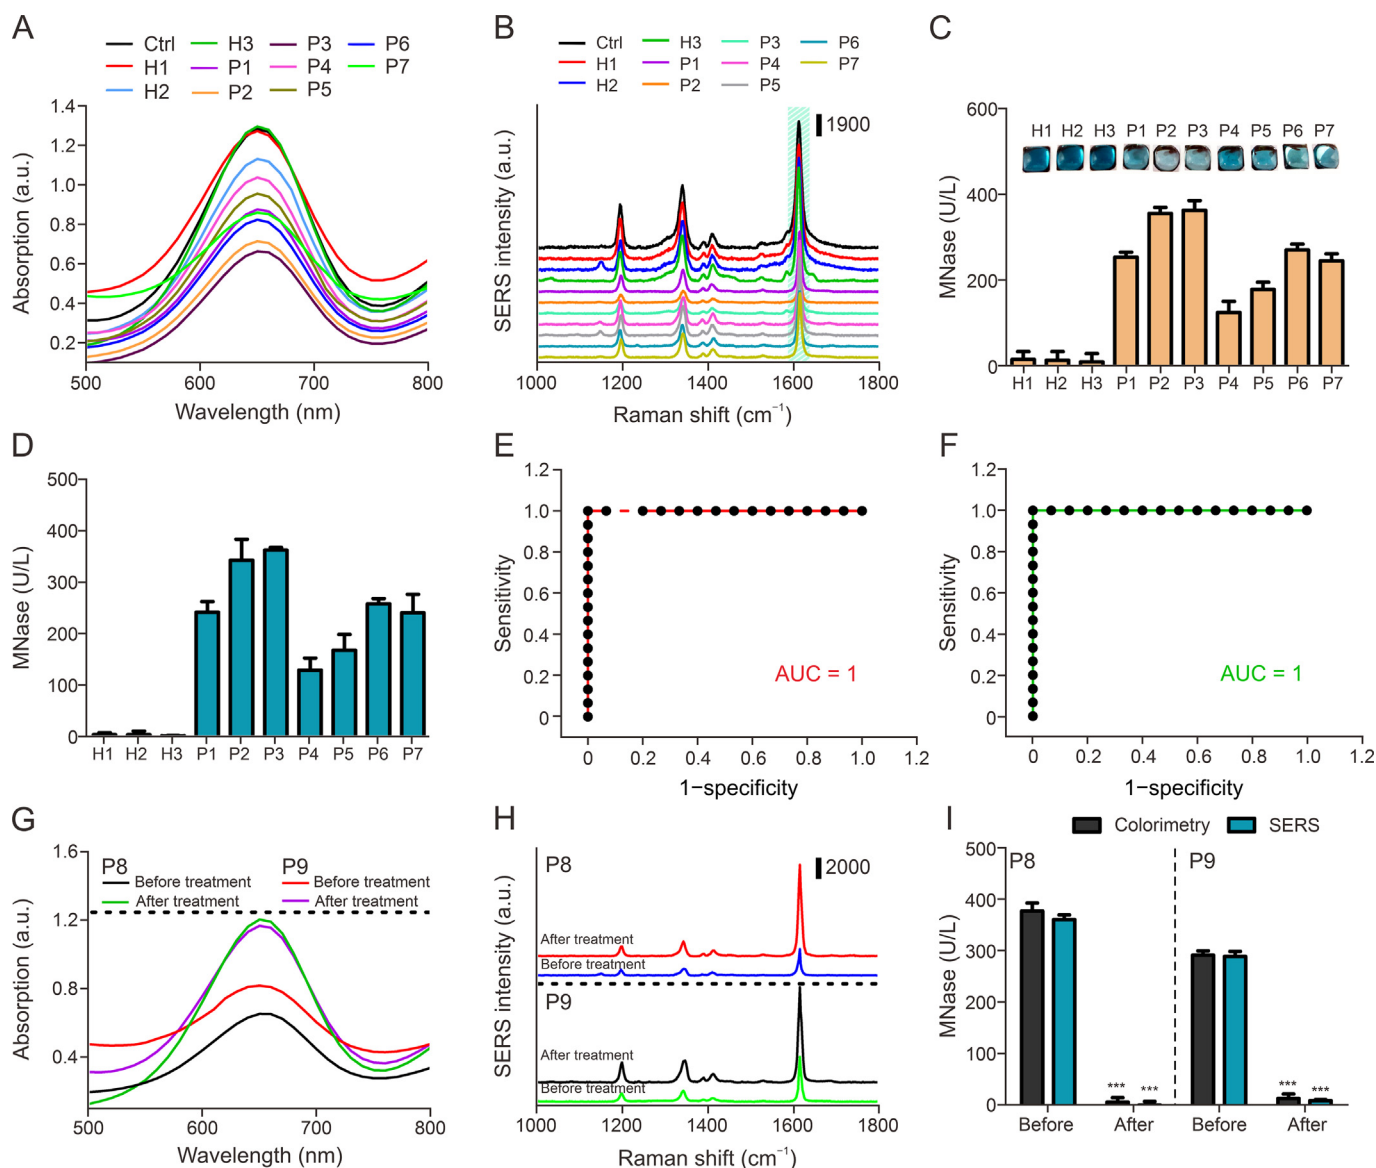 A
Ctrl H3 P3 P6
H1 P1 P4 P7
H2 P2 P5
Absorption (a.u.)
1.4
1.2
1.0
0.8
0.6
0.4
0.2
500 600 700 800
Wavelength (nm)
B
Ctrl H3 P3 P6
H1 P1 P4 P7
H2 P2 P5
1900
SERS intensity (a.u.)
1000 1200 1400 1600 1800
Raman shift (cm⁻¹)
C
MNase (U/L)
600
400
200
0
H1 H2 H3 P1 P2 P3 P4 P5 P6 P7
H1 H2 H3 P1 P2 P3 P4 P5 P6 P7
D
MNase (U/L)
500
400
300
200
100
0
H1 H2 H3 P1 P2 P3 P4 P5 P6 P7
E
Sensitivity
1.2
1.0
0.8
0.6
0.4
0.2
0
AUC = 1
0 0.2 0.4 0.6 0.8 1.0 1.2
1−specificity
F
Sensitivity
1.2
1.0
0.8
0.6
0.4
0.2
0
AUC = 1
0 0.2 0.4 0.6 0.8 1.0 1.2
1−specificity
G
Absorption (a.u.)
1.6
1.2
0.8
0.4
P8 P9
Before treatment Before treatment
After treatment After treatment
500 600 700 800
Wavelength (nm)
H
SERS intensity (a.u.)
P8
2000
After treatment
Before treatment
P9
After treatment
Before treatment
1000 1200 1400 1600 1800
Raman shift (cm⁻¹)
I
Colorimetry SERS
MNase (U/L)
500
400
300
200
100
0
P8 P9
*** *** *** ***
Before After Before After